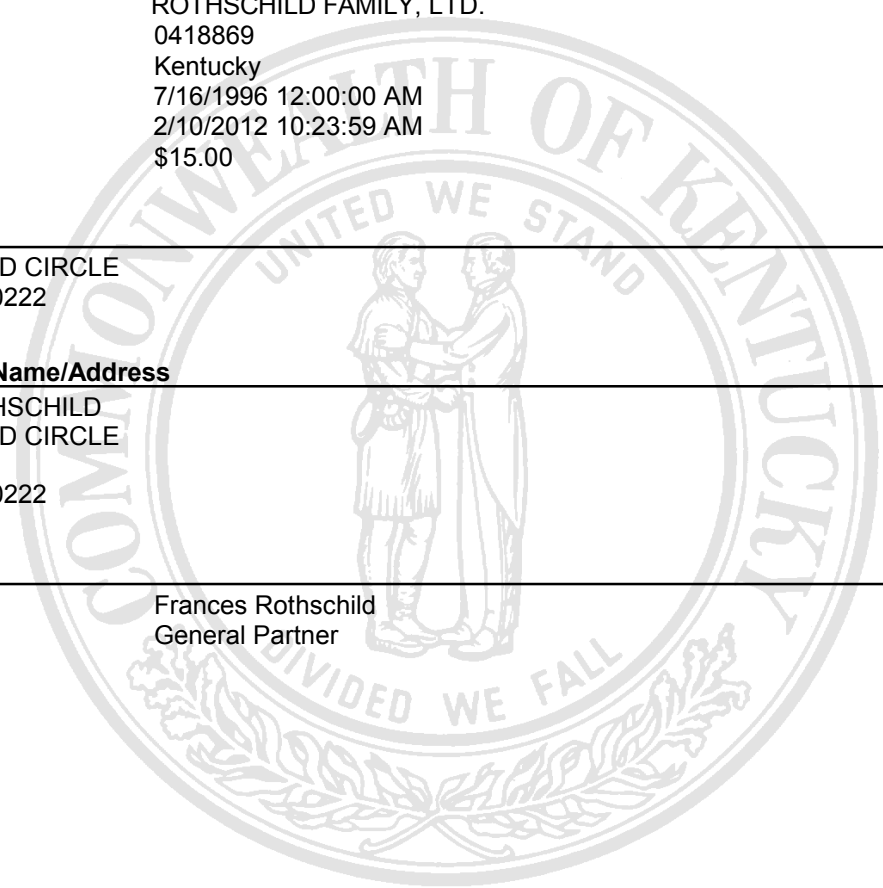 ROTHSCHILD FAMILY, LTD.
0418869
Kentucky
7/16/1996 12:00:00 AM
2/10/2012 10:23:59 AM
$15.00
D CIRCLE
0222
Name/Address
HSCHILD
D CIRCLE
0222
Frances Rothschild
General Partner
COMMONWEALTH OF KENTUCKY
UNITED WE STAND
DIVIDED WE FALL